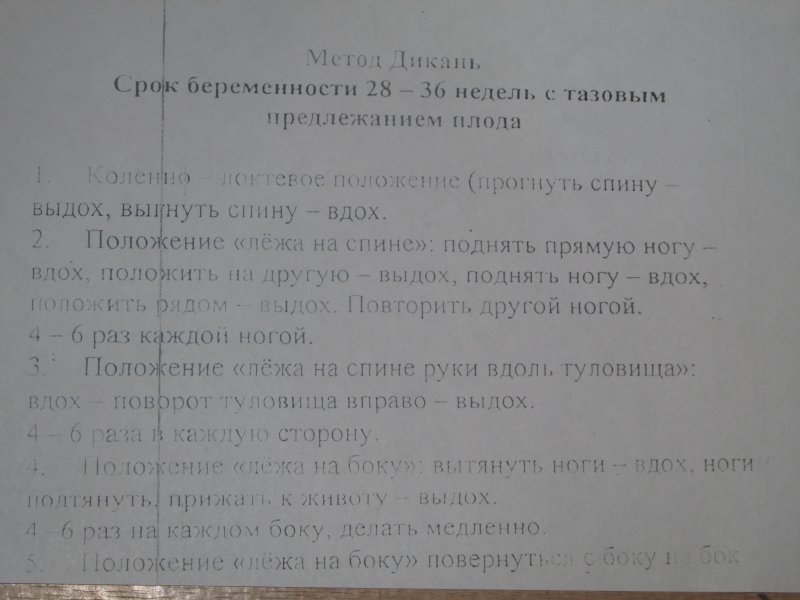 Метод Дикань
Срок беременности 28 – 36 недель с тазовым
предлежанием плода
1. Коленно – локтевое положение (прогнуть спину –
выдох, выгнуть спину – вдох.
2. Положение «лёжа на спине»: поднять прямую ногу –
вдох, положить на другую – выдох, поднять ногу – вдох,
положить рядом – выдох. Повторить другой ногой.
4 – 6 раз каждой ногой.
3. Положение «лёжа на спине руки вдоль туловища»:
вдох – поворот туловища вправо – выдох.
4 – 6 раза в каждую сторону.
4. Положение «лёжа на боку»: вытянуть ноги – вдох, ноги
подтянуть, прижать к животу – выдох.
4 –6 раз на каждом боку, делать медленно.
5. Положение «лёжа на боку» повернуться с боку на бок